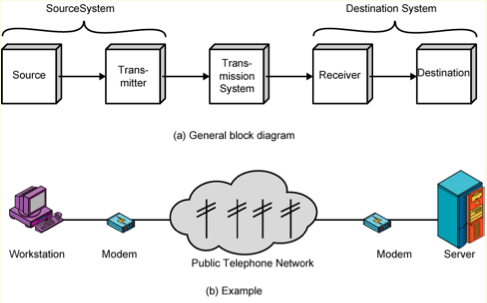 SourceSystem
Destination System
Source
Trans-
mitter
Trans-
mission
System
Receiver
Destination
(a) General block diagram
Workstation
Modem
Public Telephone Network
Modem
Server
(b) Example